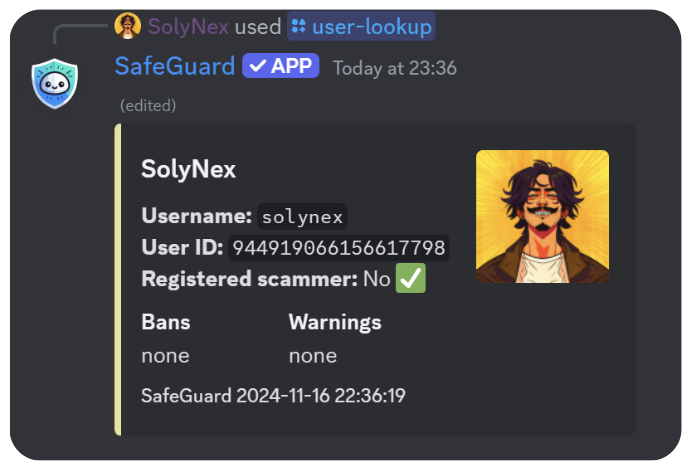 SolyNex used user-lookup
SafeGuard ✓ APP Today at 23:36
(edited)
SolyNex
Username: solynex
User ID: 944919066156617798
Registered scammer: No ✅
Bans Warnings
none none
SafeGuard 2024-11-16 22:36:19